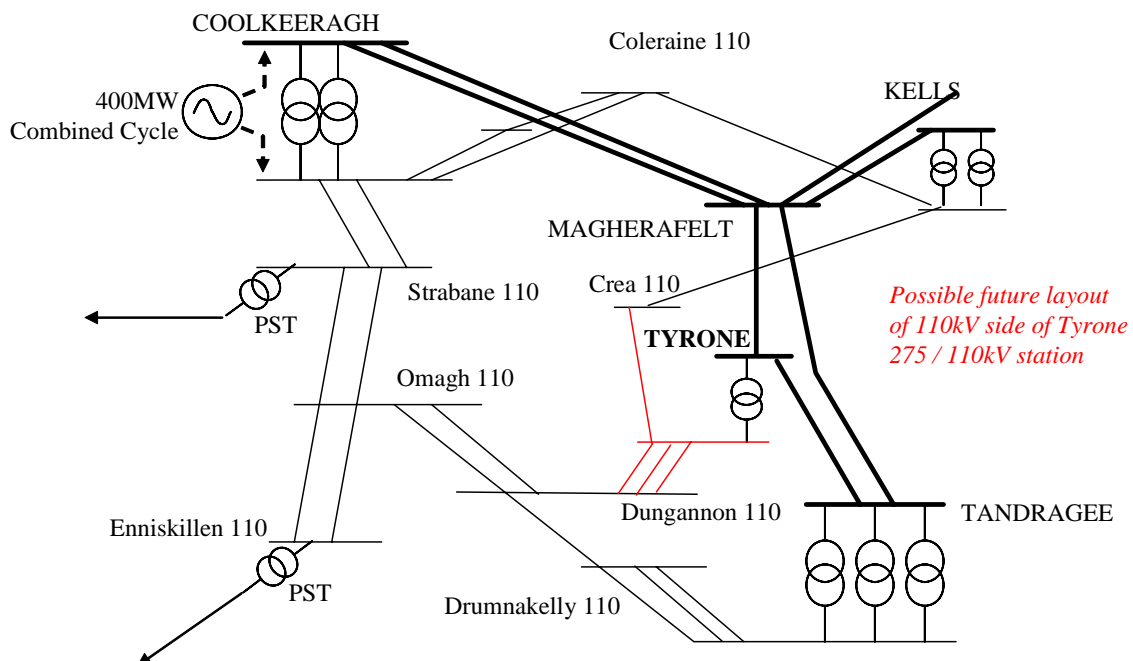 COOLKEERAGH
Coleraine 110
400MW
Combined Cycle
KELLS
MAGHERAFELT
Strabane 110
Crea 110
PST
TYRONE
Possible future layout
of 110kV side of Tyrone
275 / 110kV station
Omagh 110
Enniskillen 110
Dungannon 110
TANDRAGEE
PST
Drumnakelly 110